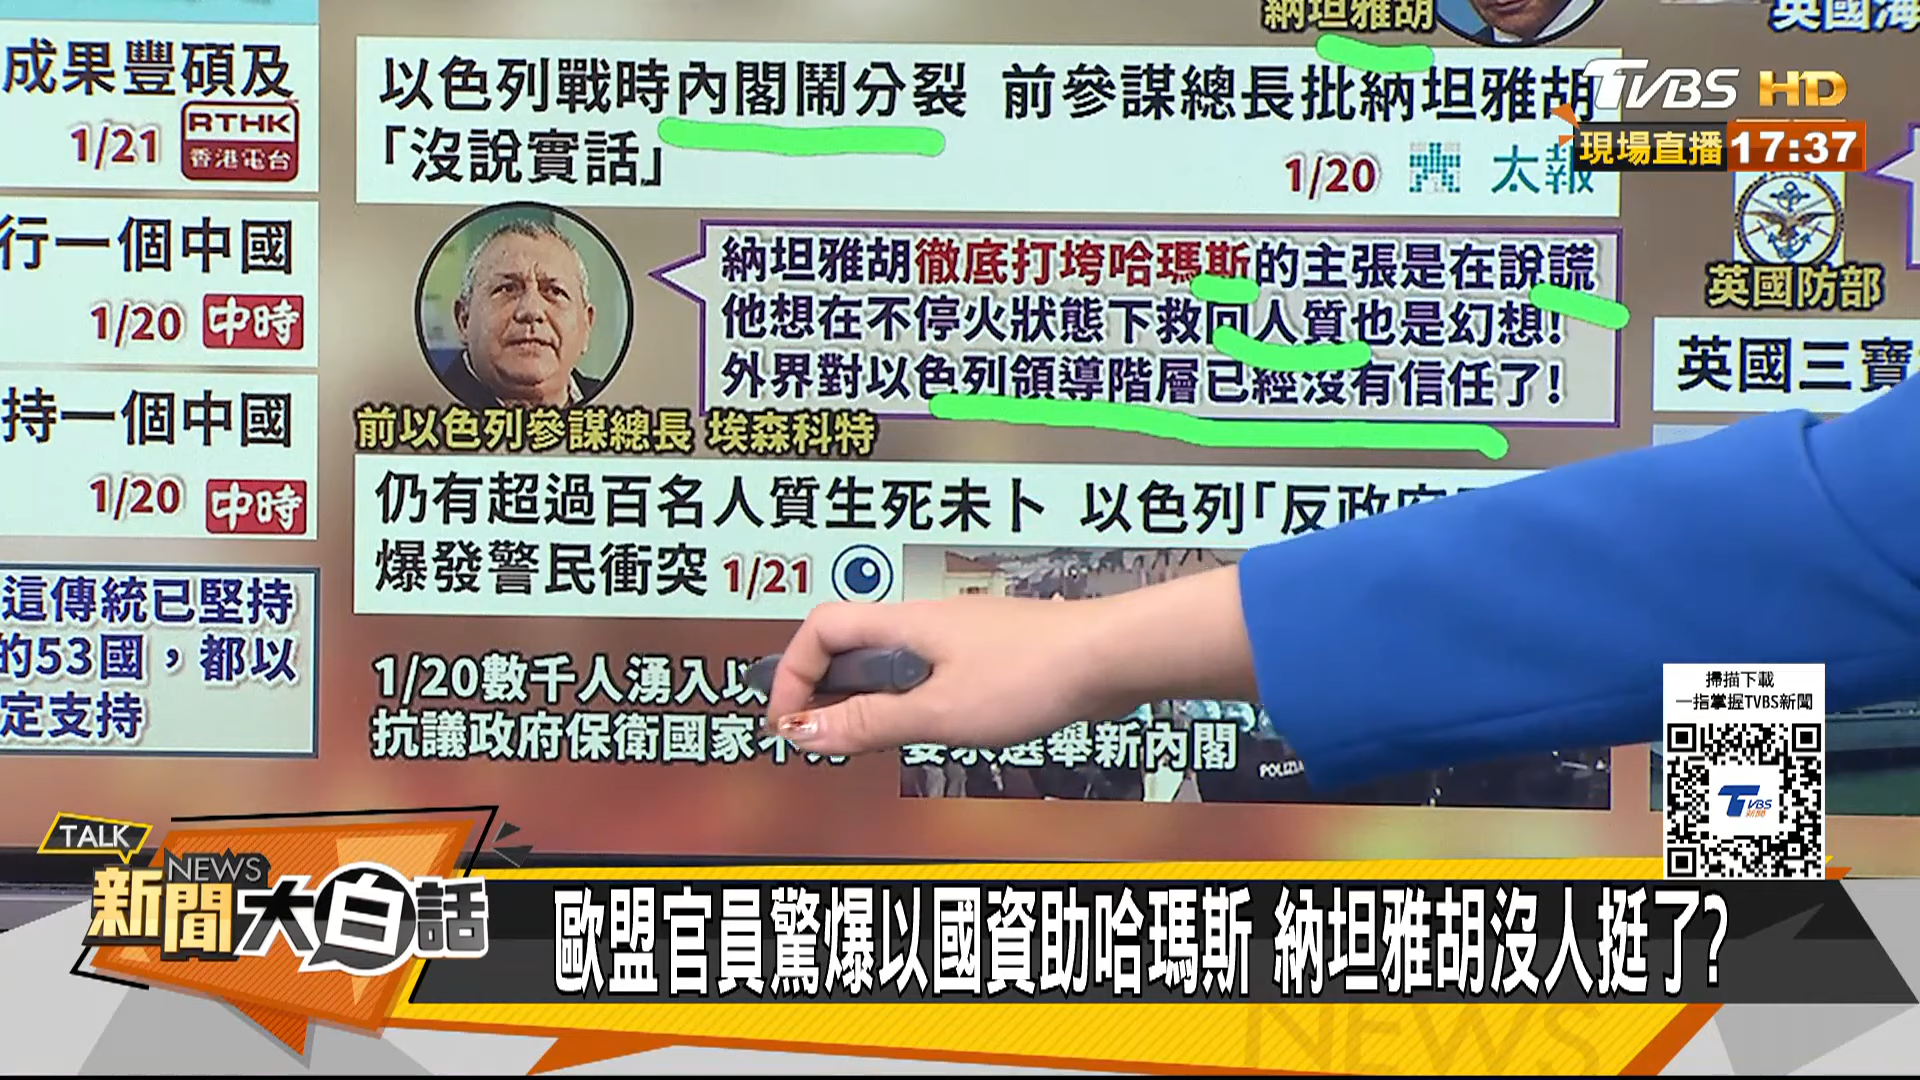 成果豐碩及
1/21 RTHK
香港電台
行一個中國
1/20 中時
持一個中國
1/20 中時
這傳統已堅持
的53國，都以
定支持
納坦雅胡
以色列戰時內閣鬧分裂 前參謀總長批納坦雅胡
「沒說實話」
1/20 太報
納坦雅胡徹底打垮哈瑪斯的主張是在說謊
他想在不停火狀態下救回人質也是幻想!
外界對以色列領導階層已經沒有信任了!
前以色列參謀總長 埃森科特
仍有超過百名人質生死未卜 以色列「反政府
爆發警民衝突 1/21
1/20數千人湧入以
抗議政府保衛國家不力 要求選舉新內閣
POLIZIA
英國海
TVBS HD
現場直播 17:37
英國防部
英國三寶
掃描下載
一指掌握TVBS新聞
TVBS
新聞
TALK
NEWS
新聞大白話
歐盟官員驚爆以國資助哈瑪斯 納坦雅胡沒人挺了?
NEWS